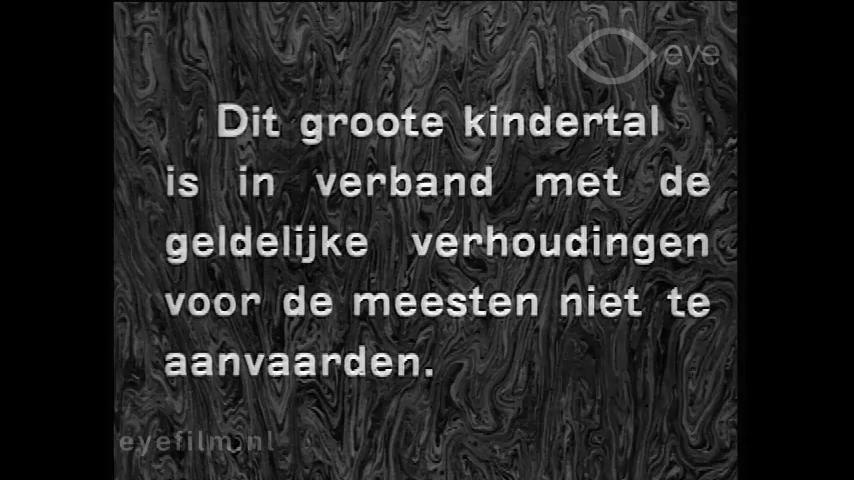 eye
Dit groote kindertal
is in verband met de
geldelijke verhoudingen
voor de meesten niet te
aanvaarden.
eyefilm.nl